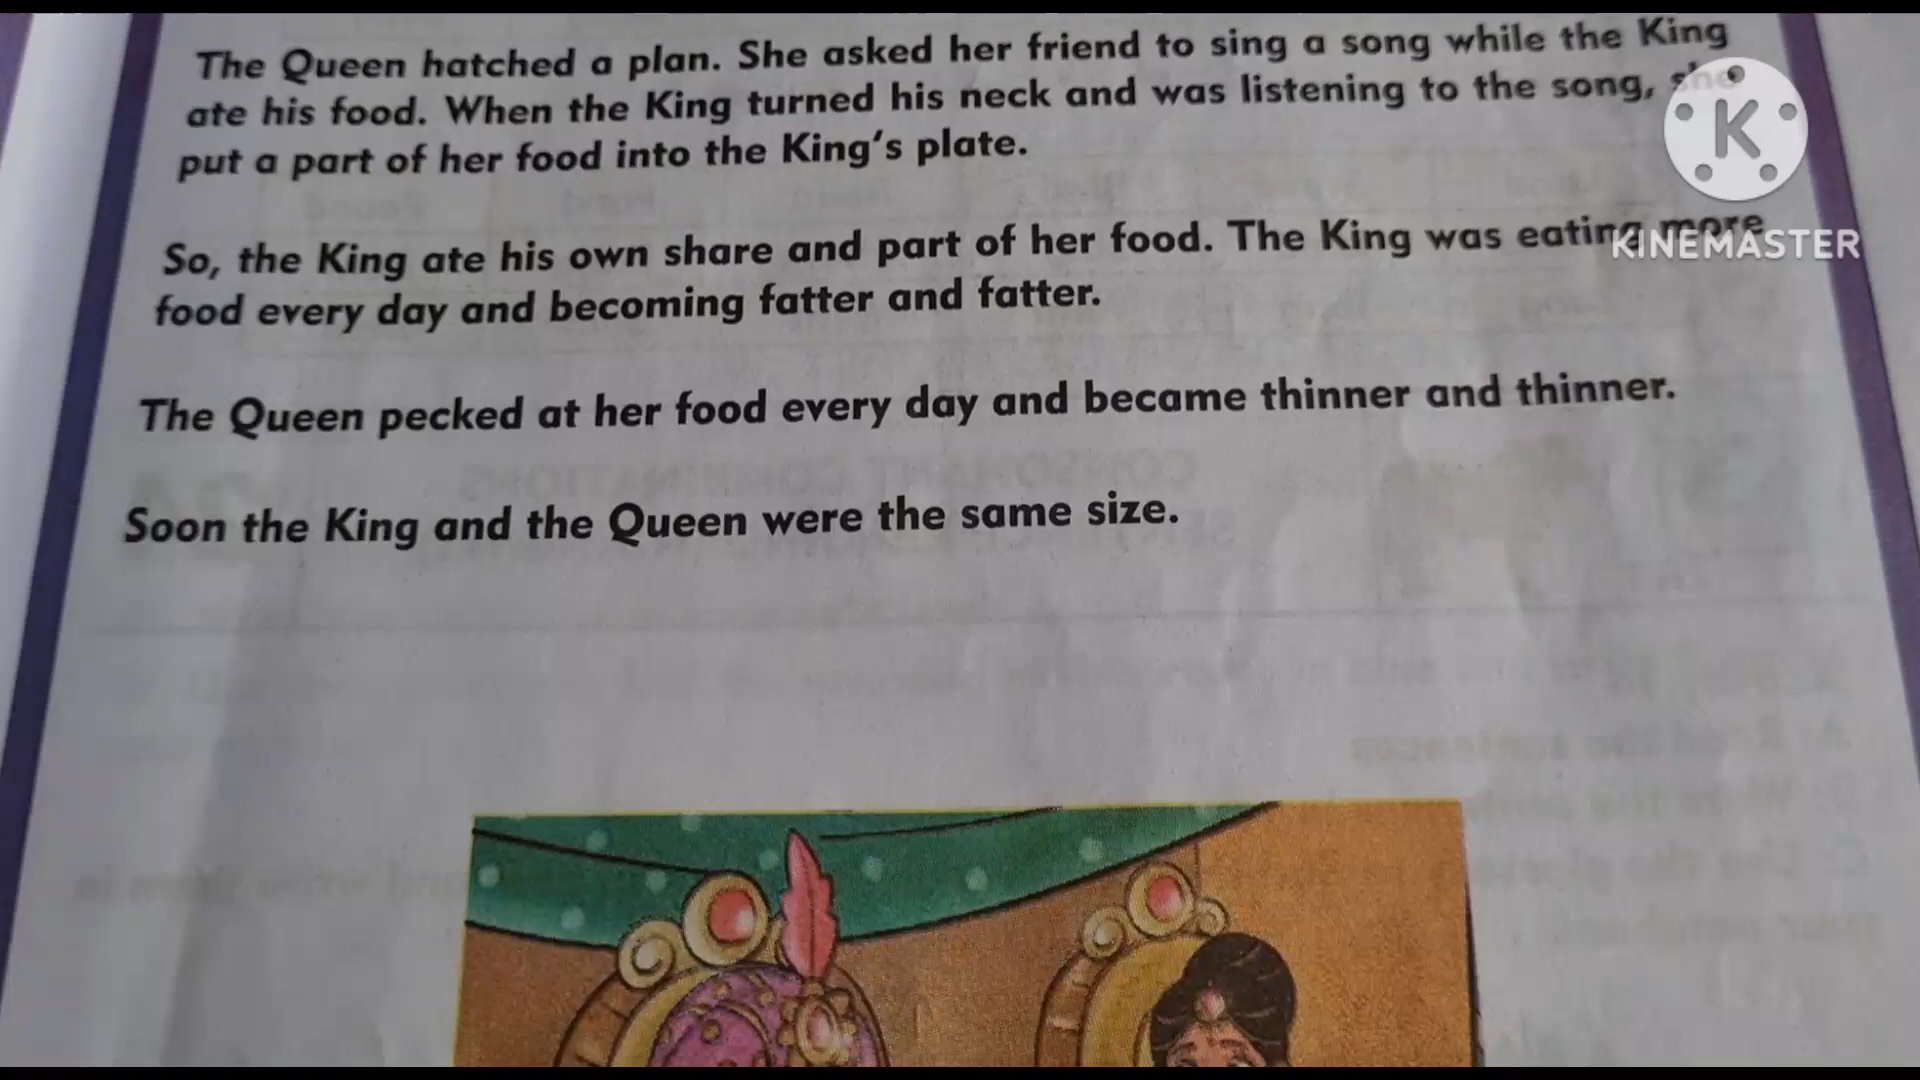 The Queen hatched a plan. She asked her friend to sing a song while the King
ate his food. When the King turned his neck and was listening to the song, she
put a part of her food into the King's plate.
So, the King ate his own share and part of her food. The King was eating more
food every day and becoming fatter and fatter.
The Queen pecked at her food every day and became thinner and thinner.
Soon the King and the Queen were the same size.
K
KINEMASTER